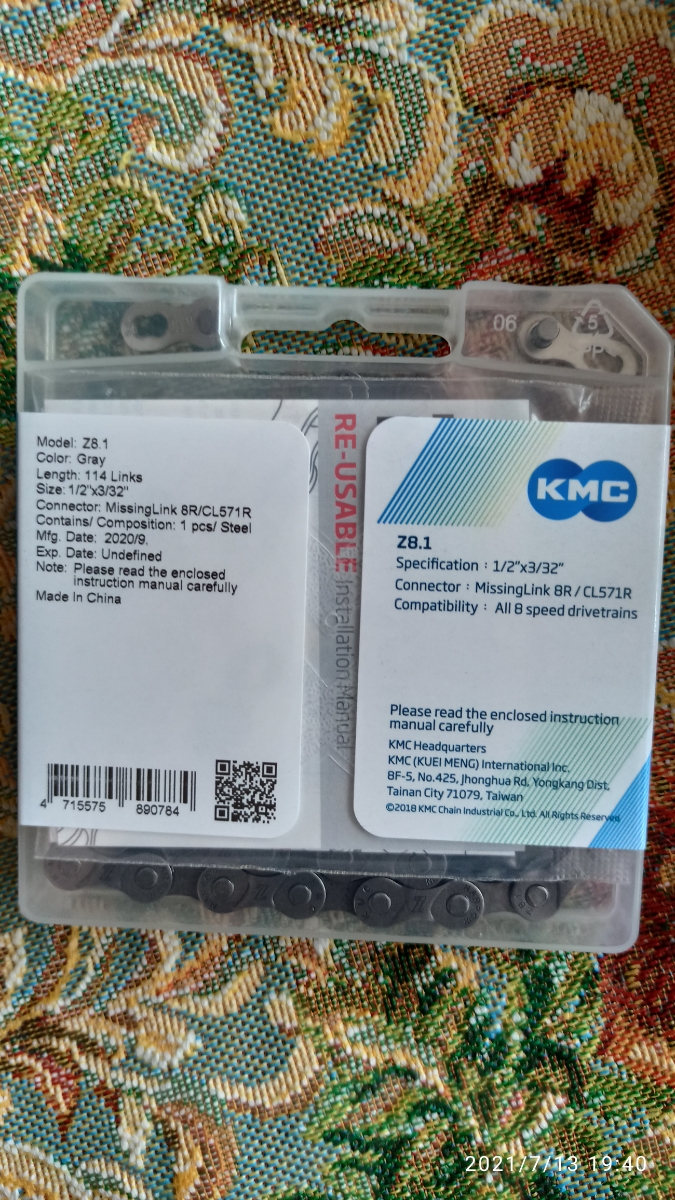 06
5
PP
Model: Z8.1
Color: Gray
Length: 114 Links
Size: 1/2"x3/32"
Connector: MissingLink 8R/CL571R
Contains/ Composition: 1 pcs/ Steel
Mfg. Date: 2020/9.
Exp. Date: Undefined
Note: Please read the enclosed
instruction manual carefully
Made In China
4 715575 890784
RE-USABLE Installation Manual
KMC
Z8.1
Specification : 1/2"x3/32"
Connector : MissingLink 8R / CL571R
Compatibility : All 8 speed drivetrains
Please read the enclosed instruction
manual carefully
KMC Headquarters
KMC (KUEI MENG) International Inc.
8F-5, No.425, Jhonghua Rd, Yongkang Dist,
Tainan City 71079, Taiwan
©2018 KMC Chain Industrial Co., Ltd. All Rights Reserved
2021/7/13 19:40